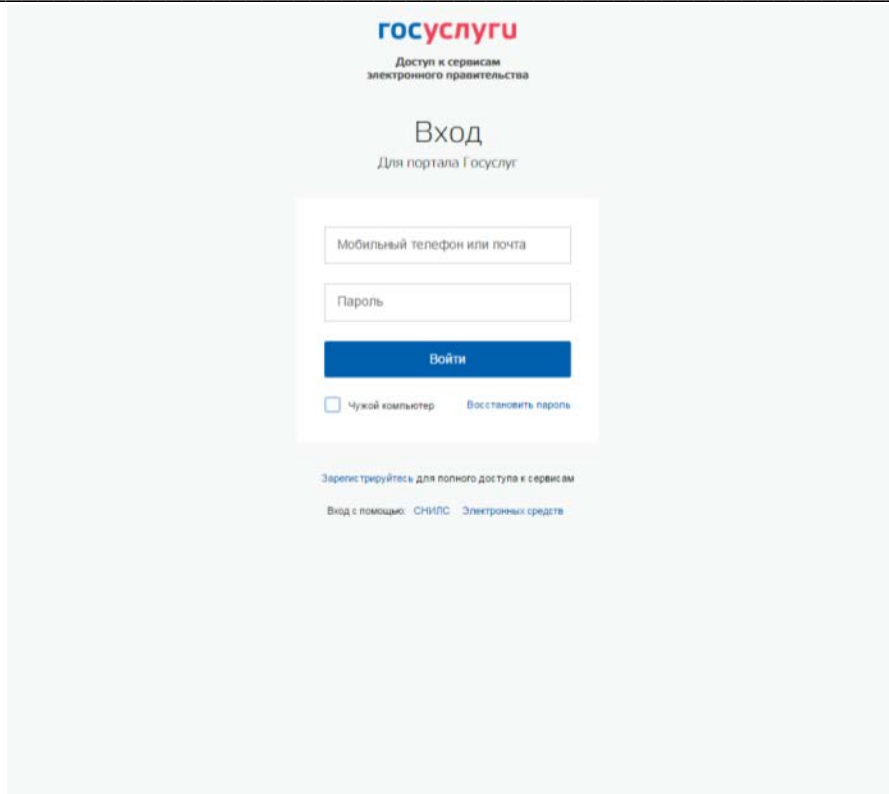 госуслуги
Доступ к сервисам
электронного правительства
Вход
Для портала Госуслуг
Мобильный телефон или почта
Пароль
Войти
Чужой компьютер Восстановить пароль
Зарегистрируйтесь для полного доступа к сервисам
Вход с помощью: СНИЛС Электронных средств